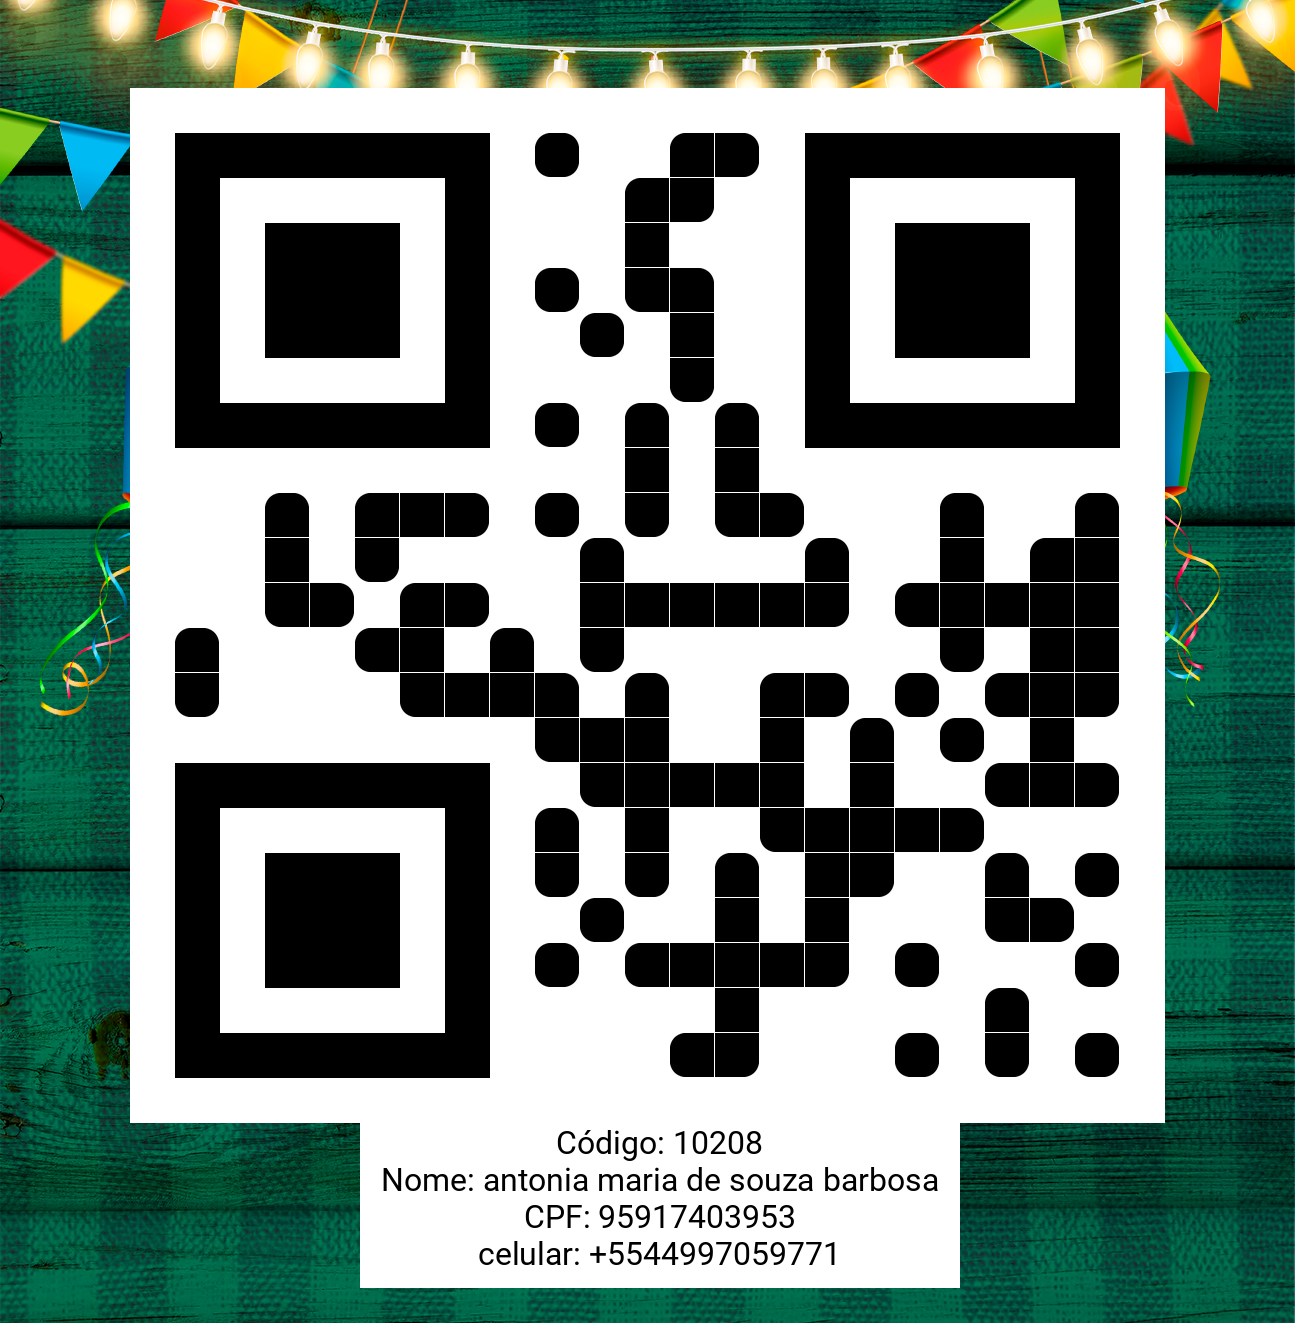 Código: 10208
Nome: antonia maria de souza barbosa
CPF: 95917403953
celular: +5544997059771